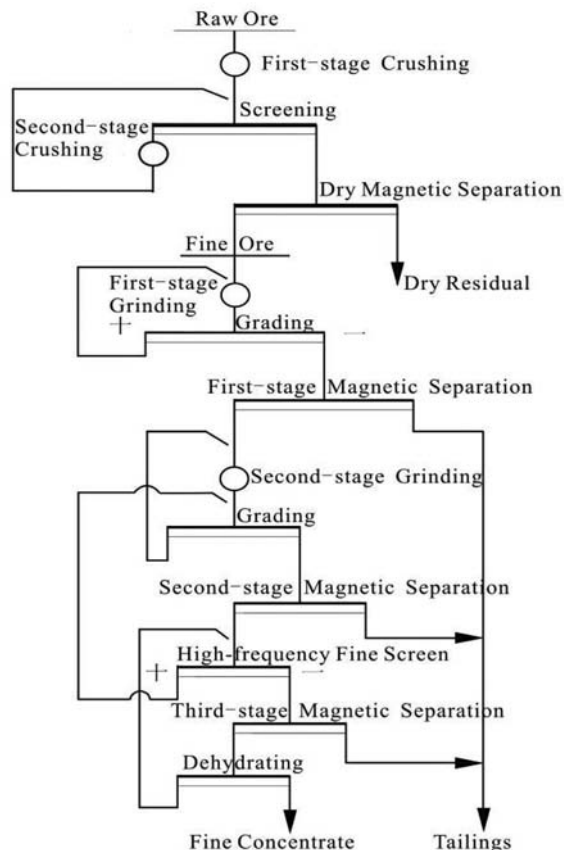 Raw Ore
First-stage Crushing
Screening
Second-stage
Crushing
Dry Magnetic Separation
Fine Ore
First-stage
Grinding
Dry Residual
+
Grading
-
First-stage Magnetic Separation
Second-stage Grinding
Grading
Second-stage Magnetic Separation
High-frequency Fine Screen
+
-
Third-stage Magnetic Separation
Dehydrating
Fine Concentrate
Tailings